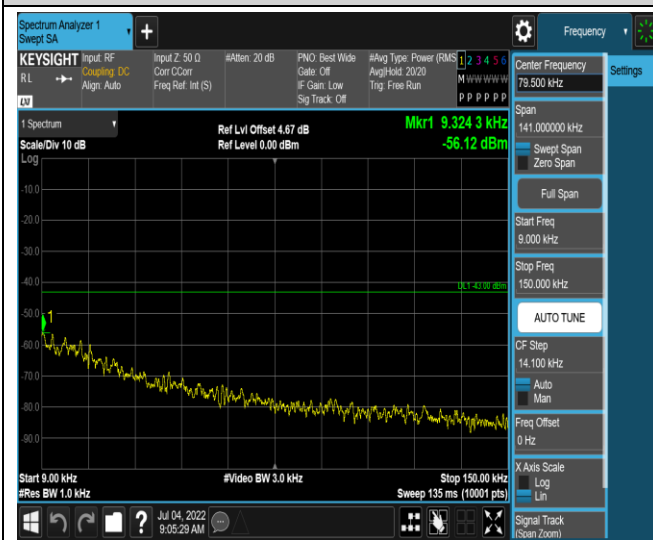 Spectrum Analyzer 1
Swept SA
Frequency
KEYSIGHT
RL
Input: RF
Coupling: DC
Align: Auto
Input Z: 50 Ω
Corr CCorr
Freq Ref: Int (S)
#Atten: 20 dB
PNO: Best Wide
Gate: Off
IF Gain: Low
Sig Track: Off
#Avg Type: Power (RMS
Avg|Hold: 20/20
Trig: Free Run
1 2 3 4 5 6
M W W W W W
P P P P P P
LXI
1 Spectrum
Scale/Div 10 dB
Ref Lvl Offset 4.67 dB
Ref Level 0.00 dBm
Mkr1 9.324 3 kHz
-56.12 dBm
Log
-10.0
-20.0
-30.0
-40.0
-50.0
-60.0
-70.0
-80.0
-90.0
DL1 -43.00 dBm
1
Start 9.00 kHz
#Res BW 1.0 kHz
#Video BW 3.0 kHz
Stop 150.00 kHz
Sweep 135 ms (10001 pts)
Jul 04, 2022
9:05:29 AM
Center Frequency
79.500 kHz
Settings
Span
141.000000 kHz
Swept Span
Zero Span
Full Span
Start Freq
9.000 kHz
Stop Freq
150.000 kHz
AUTO TUNE
CF Step
14.100 kHz
Auto
Man
Freq Offset
0 Hz
X Axis Scale
Log
Lin
Signal Track
(Span Zoom)